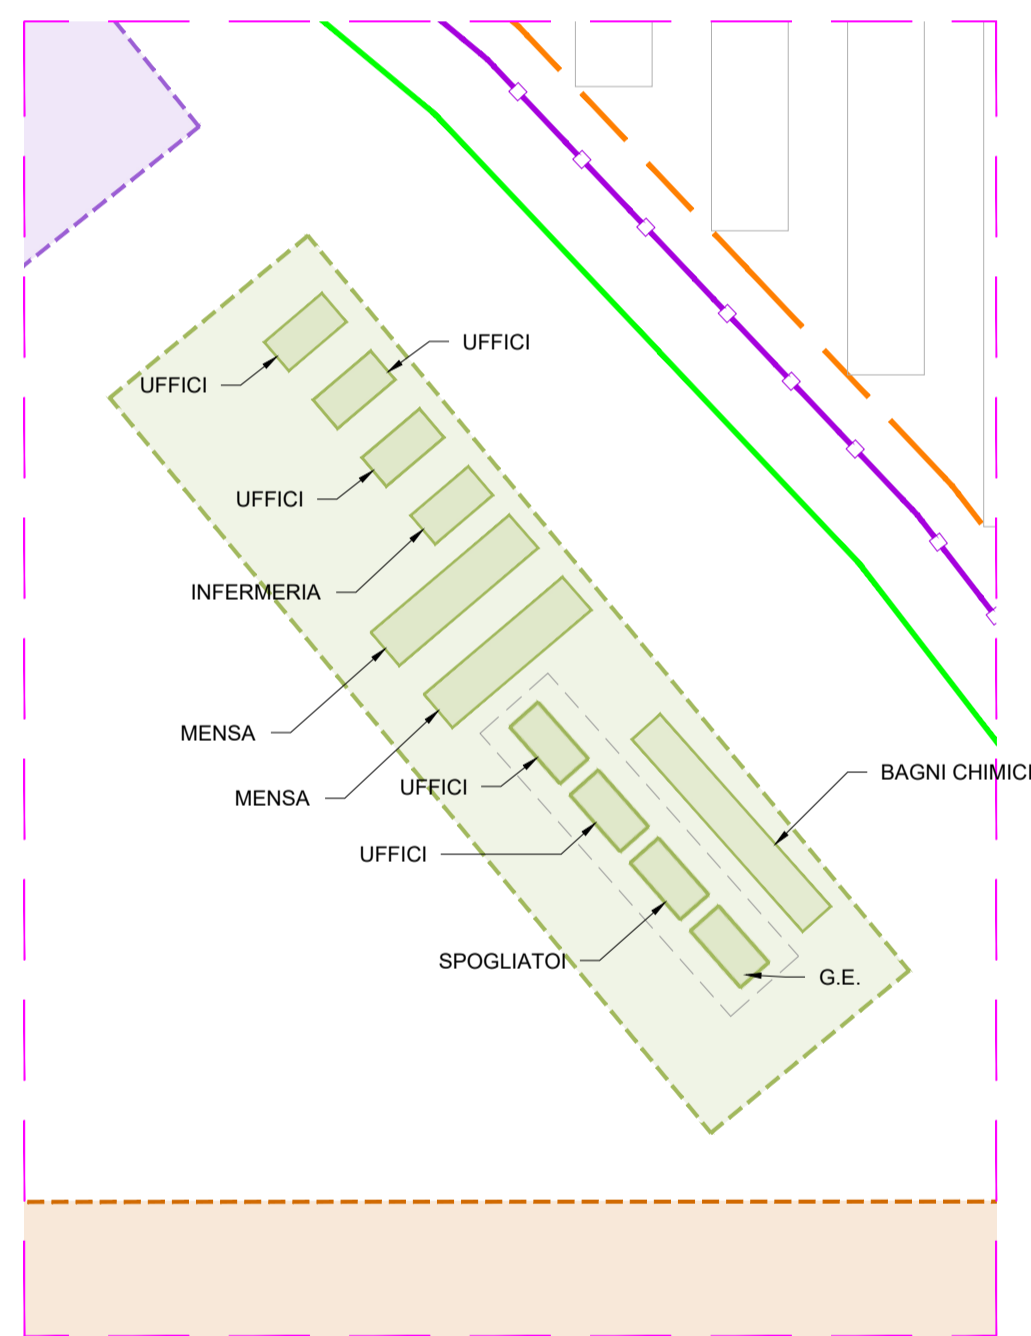 UFFICI
UFFICI
UFFICI
INFERMERIA
MENSA
BAGNI CHIMICI
UFFICI
MENSA
UFFICI
SPOGLIATOI
G.E.